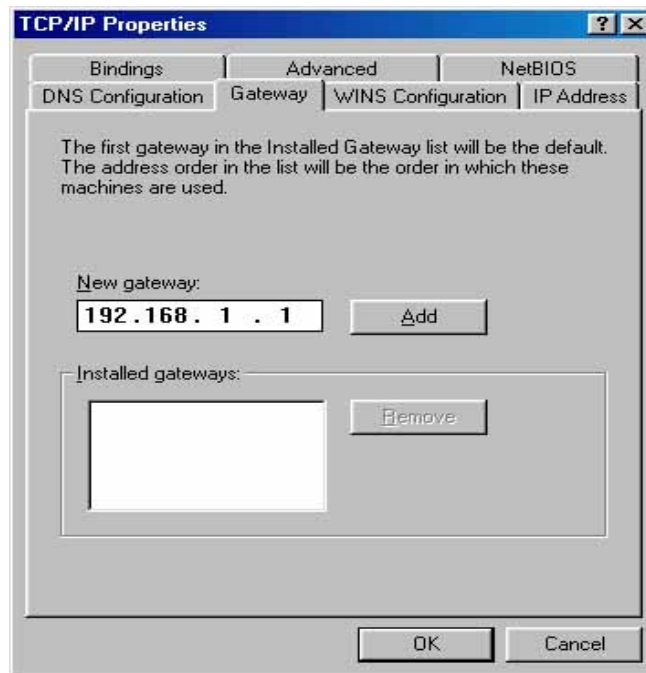 TCP/IP Properties
? ×
Bindings Advanced NetBIOS
DNS Configuration Gateway WINS Configuration IP Address
The first gateway in the Installed Gateway list will be the default.
The address order in the list will be the order in which these
machines are used.
New gateway:
192.168. 1 . 1 Add
Installed gateways:
Remove
OK Cancel